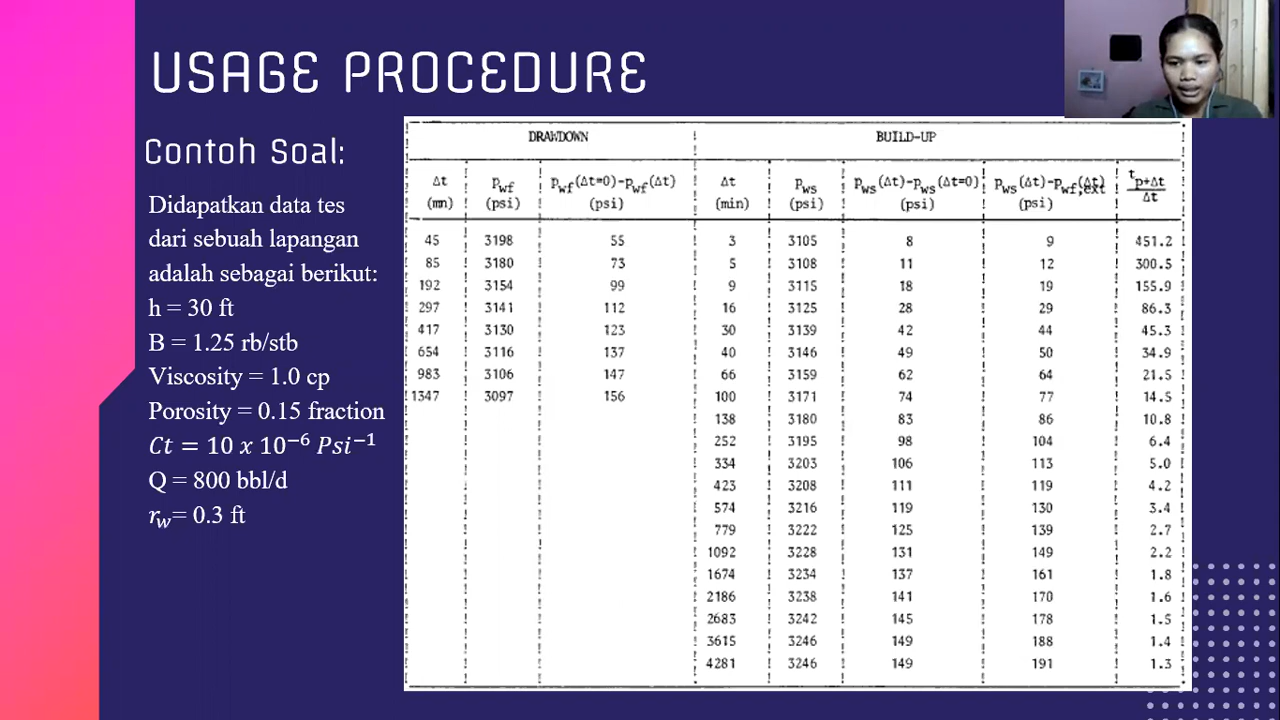 USAGE PROCEDURE
Contoh Soal:
Didapatkan data tes
dari sebuah lapangan
adalah sebagai berikut:
h = 30 ft
B = 1.25 rb/stb
Viscosity = 1.0 cp
Porosity = 0.15 fraction
Ct = 10 x 10⁻⁶ Psi⁻¹
Q = 800 bbl/d
r_w= 0.3 ft
DRAWDOWN BUILD-UP
Δt p_wf p_wf(Δt=0)-p_wf(Δt) Δt p_ws p_ws(Δt)-p_ws(Δt=0) p_ws(Δt)-p_wf,ext(Δt) t_p+Δt/Δt
(mn) (psi) (psi) (min) (psi) (psi) (psi)
45 3198 55 3 3105 8 9 451.2
85 3180 73 5 3108 11 12 300.5
192 3154 99 9 3115 18 19 155.9
297 3141 112 16 3125 28 29 86.3
417 3130 123 30 3139 42 44 45.3
654 3116 137 40 3146 49 50 34.9
983 3106 147 66 3159 62 64 21.5
1347 3097 156 100 3171 74 77 14.5
138 3180 83 86 10.8
252 3195 98 104 6.4
334 3203 106 113 5.0
423 3208 111 119 4.2
574 3216 119 130 3.4
779 3222 125 139 2.7
1092 3228 131 149 2.2
1674 3234 137 161 1.8
2186 3238 141 170 1.6
2683 3242 145 178 1.5
3615 3246 149 188 1.4
4281 3246 149 191 1.3